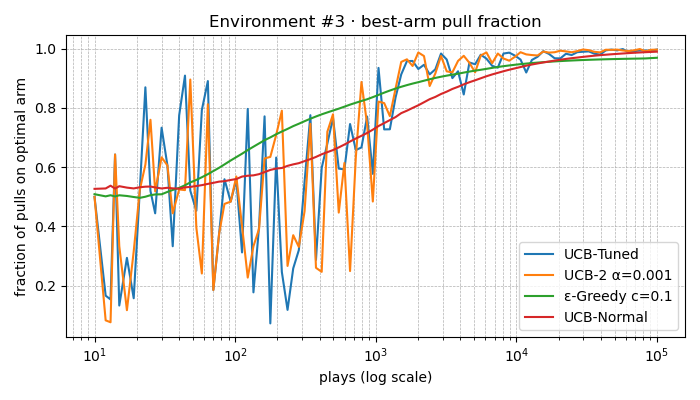 Environment #3 · best-arm pull fraction
fraction of pulls on optimal arm
1.0
0.8
0.6
0.4
0.2
UCB-Tuned
UCB-2 α=0.001
ε-Greedy c=0.1
UCB-Normal
10¹ 10² 10³ 10⁴ 10⁵
plays (log scale)